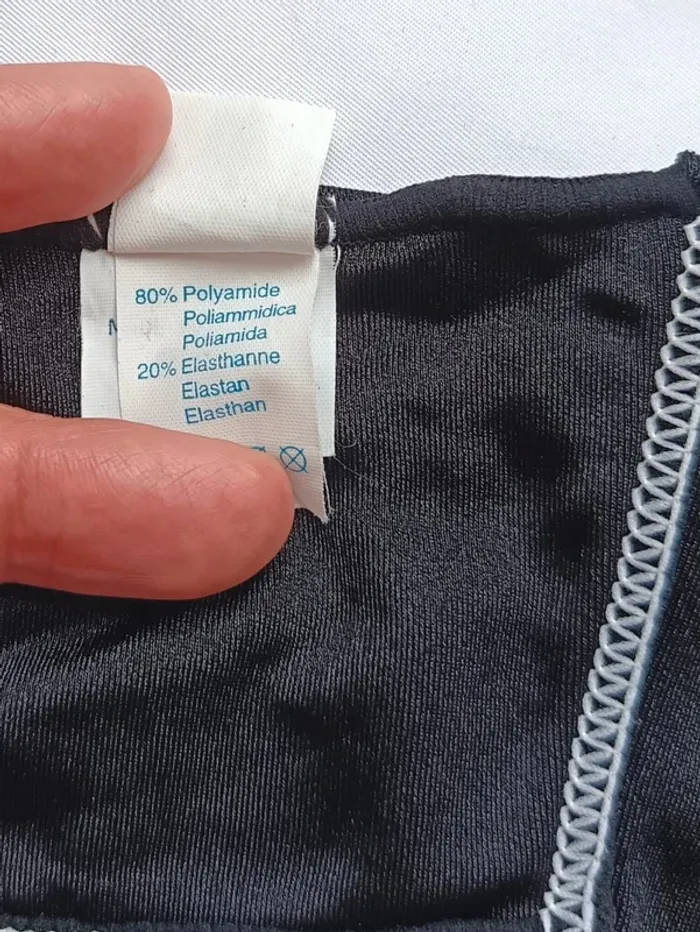 80% Polyamide
Poliammidica
Poliamida
20% Elasthanne
Elastan
Elasthan